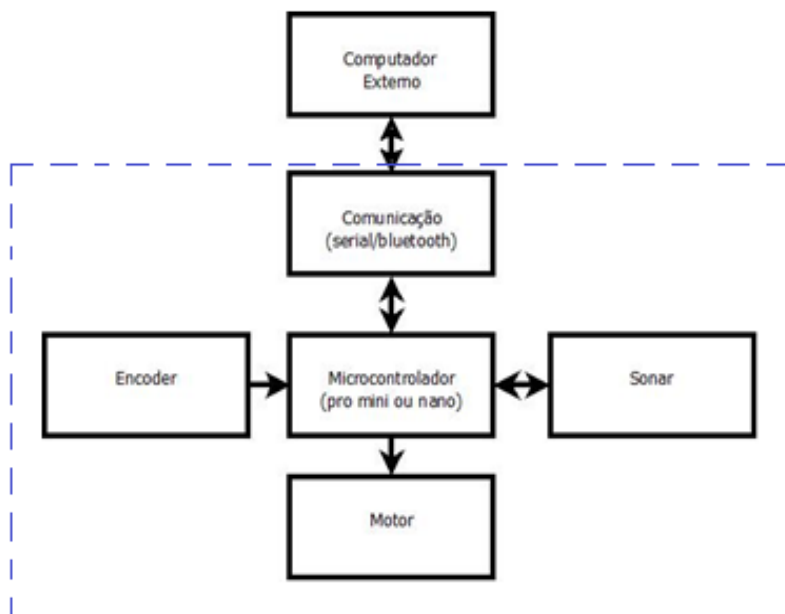 Computador
Externo
Comunicação
(serial/bluetooth)
Encoder
Microcontrolador
(pro mini ou nano)
Sonar
Motor